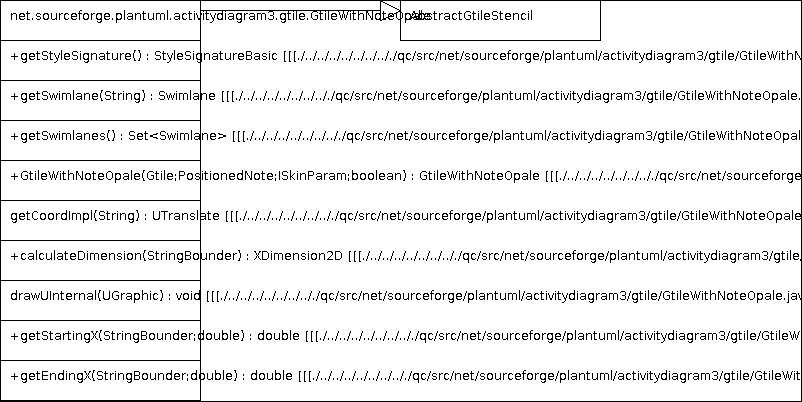 net.sourceforge.plantuml.activitydiagram3.gtile.GtileWithNoteOpale
AbstractGtileStencil
+getStyleSignature() : StyleSignatureBasic [[[./../../../../../../../qc/src/net/sourceforge/plantuml/activitydiagram3/gtile/GtileWithN
+getSwimlane(String) : Swimlane [[[./../../../../../../../qc/src/net/sourceforge/plantuml/activitydiagram3/gtile/GtileWithNoteOpale.
+getSwimlanes() : Set<Swimlane> [[[./../../../../../../../qc/src/net/sourceforge/plantuml/activitydiagram3/gtile/GtileWithNoteOpal
+GtileWithNoteOpale(Gtile;PositionedNote;ISkinParam;boolean) : GtileWithNoteOpale [[[./../../../../../../../qc/src/net/sourceforge
getCoordImpl(String) : UTranslate [[[./../../../../../../../qc/src/net/sourceforge/plantuml/activitydiagram3/gtile/GtileWithNoteOpale
+calculateDimension(StringBounder) : XDimension2D [[[./../../../../../../../qc/src/net/sourceforge/plantuml/activitydiagram3/gtile/
drawUInternal(UGraphic) : void [[[./../../../../../../../qc/src/net/sourceforge/plantuml/activitydiagram3/gtile/GtileWithNoteOpale.jav
+getStartingX(StringBounder;double) : double [[[./../../../../../../../qc/src/net/sourceforge/plantuml/activitydiagram3/gtile/GtileW
+getEndingX(StringBounder;double) : double [[[./../../../../../../../qc/src/net/sourceforge/plantuml/activitydiagram3/gtile/GtileWit